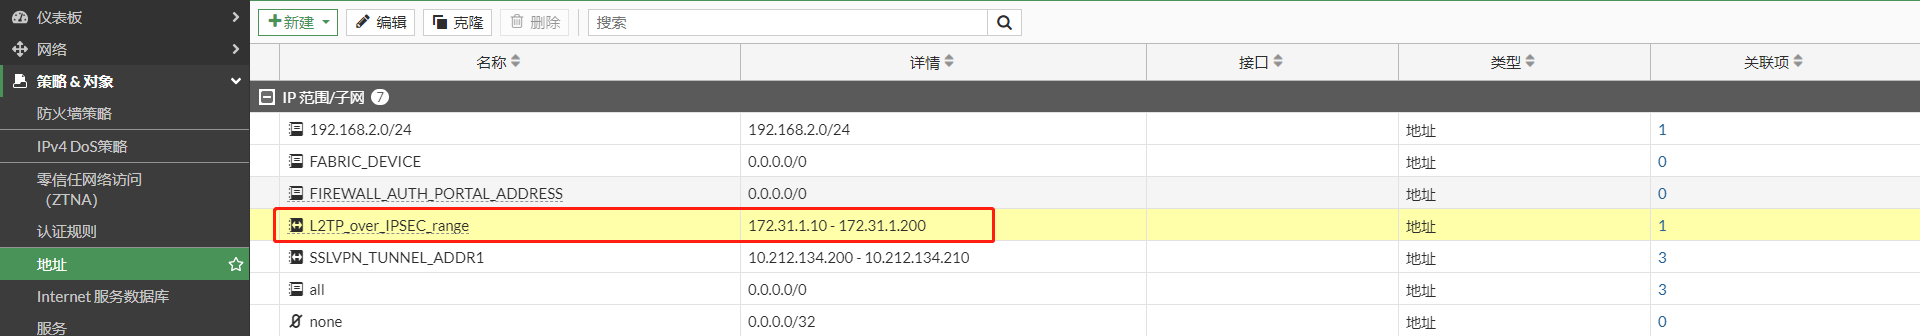 仪表板
网络
策略 & 对象
防火墙策略
IPv4 DoS策略
零信任网络访问
（ZTNA）
认证规则
地址
Internet 服务数据库
服务
新建 编辑 克隆 删除 搜索
名称 详情 接口 类型 关联项
IP 范围/子网 7
192.168.2.0/24 192.168.2.0/24 地址 1
FABRIC_DEVICE 0.0.0.0/0 地址 0
FIREWALL_AUTH_PORTAL_ADDRESS 0.0.0.0/0 地址 0
L2TP_over_IPSEC_range 172.31.1.10 - 172.31.1.200 地址 1
SSLVPN_TUNNEL_ADDR1 10.212.134.200 - 10.212.134.210 地址 3
all 0.0.0.0/0 地址 3
none 0.0.0.0/32 地址 0